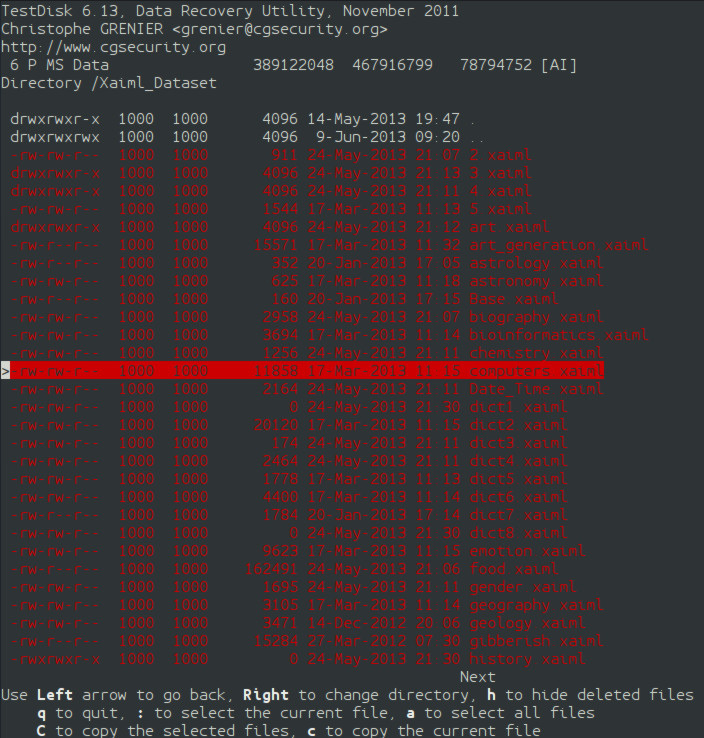 TestDisk 6.13, Data Recovery Utility, November 2011
Christophe GRENIER <grenier@cgsecurity.org>
http://www.cgsecurity.org
6 P MS Data 389122048 467916799 78794752 [AI]
Directory /Xaiml_Dataset
drwxrwxr-x 1000 1000 4096 14-May-2013 19:47 .
drwxrwxrwx 1000 1000 4096 9-Jun-2013 09:20 ..
-rw-rw-r-- 1000 1000 911 24-May-2013 21:07 2.xaiml
drwxrwxr-x 1000 1000 4096 24-May-2013 21:13 3.xaiml
drwxrwxr-x 1000 1000 4096 24-May-2013 21:11 4.xaiml
-rw-rw-r-- 1000 1000 1544 17-Mar-2013 11:13 5.xaiml
drwxrwxr-x 1000 1000 4096 24-May-2013 21:12 art.xaiml
-rw-rw-r-- 1000 1000 15571 17-Mar-2013 11:32 art_generation.xaiml
-rw-r--r-- 1000 1000 352 20-Jan-2013 17:05 astrology.xaiml
-rw-rw-r-- 1000 1000 625 17-Mar-2013 11:18 astronomy.xaiml
-rw-rw-r-- 1000 1000 160 20-Jan-2013 17:15 Base.xaiml
-rw-rw-r-- 1000 1000 2958 24-May-2013 21:07 biography.xaiml
-rw-rw-r-- 1000 1000 3694 17-Mar-2013 11:14 bioinformatics.xaiml
-rw-rw-r-- 1000 1000 1256 24-May-2013 21:11 chemistry.xaiml
>-rw-rw-r-- 1000 1000 11858 17-Mar-2013 11:15 computers.xaiml
-rw-rw-r-- 1000 1000 2164 24-May-2013 21:11 Date_Time.xaiml
-rw-rw-r-- 1000 1000 0 24-May-2013 21:30 dict1.xaiml
-rw-rw-r-- 1000 1000 20120 17-Mar-2013 11:15 dict2.xaiml
-rw-rw-r-- 1000 1000 174 24-May-2013 21:11 dict3.xaiml
-rw-rw-r-- 1000 1000 2464 24-May-2013 21:11 dict4.xaiml
-rw-rw-r-- 1000 1000 1778 17-Mar-2013 11:13 dict5.xaiml
-rw-rw-r-- 1000 1000 4400 17-Mar-2013 11:14 dict6.xaiml
-rw-r--r-- 1000 1000 1784 20-Jan-2013 17:14 dict7.xaiml
-rw-rw-r-- 1000 1000 0 24-May-2013 21:30 dict8.xaiml
-rw-rw-r-- 1000 1000 9623 17-Mar-2013 11:15 emotion.xaiml
-rw-r--r-- 1000 1000 162491 24-May-2013 21:06 food.xaiml
-rw-rw-r-- 1000 1000 1695 24-May-2013 21:11 gender.xaiml
-rw-rw-r-- 1000 1000 3105 17-Mar-2013 11:14 geography.xaiml
-rw-rw-r-- 1000 1000 3471 14-Dec-2012 20:06 geology.xaiml
-rw-rw-r-- 1000 1000 15284 27-Mar-2012 07:30 gibberish.xaiml
-rwxrwxr-x 1000 1000 0 24-May-2013 21:30 history.xaiml
Next
Use Left arrow to go back, Right to change directory, h to hide deleted files
q to quit, : to select the current file, a to select all files
C to copy the selected files, c to copy the current file